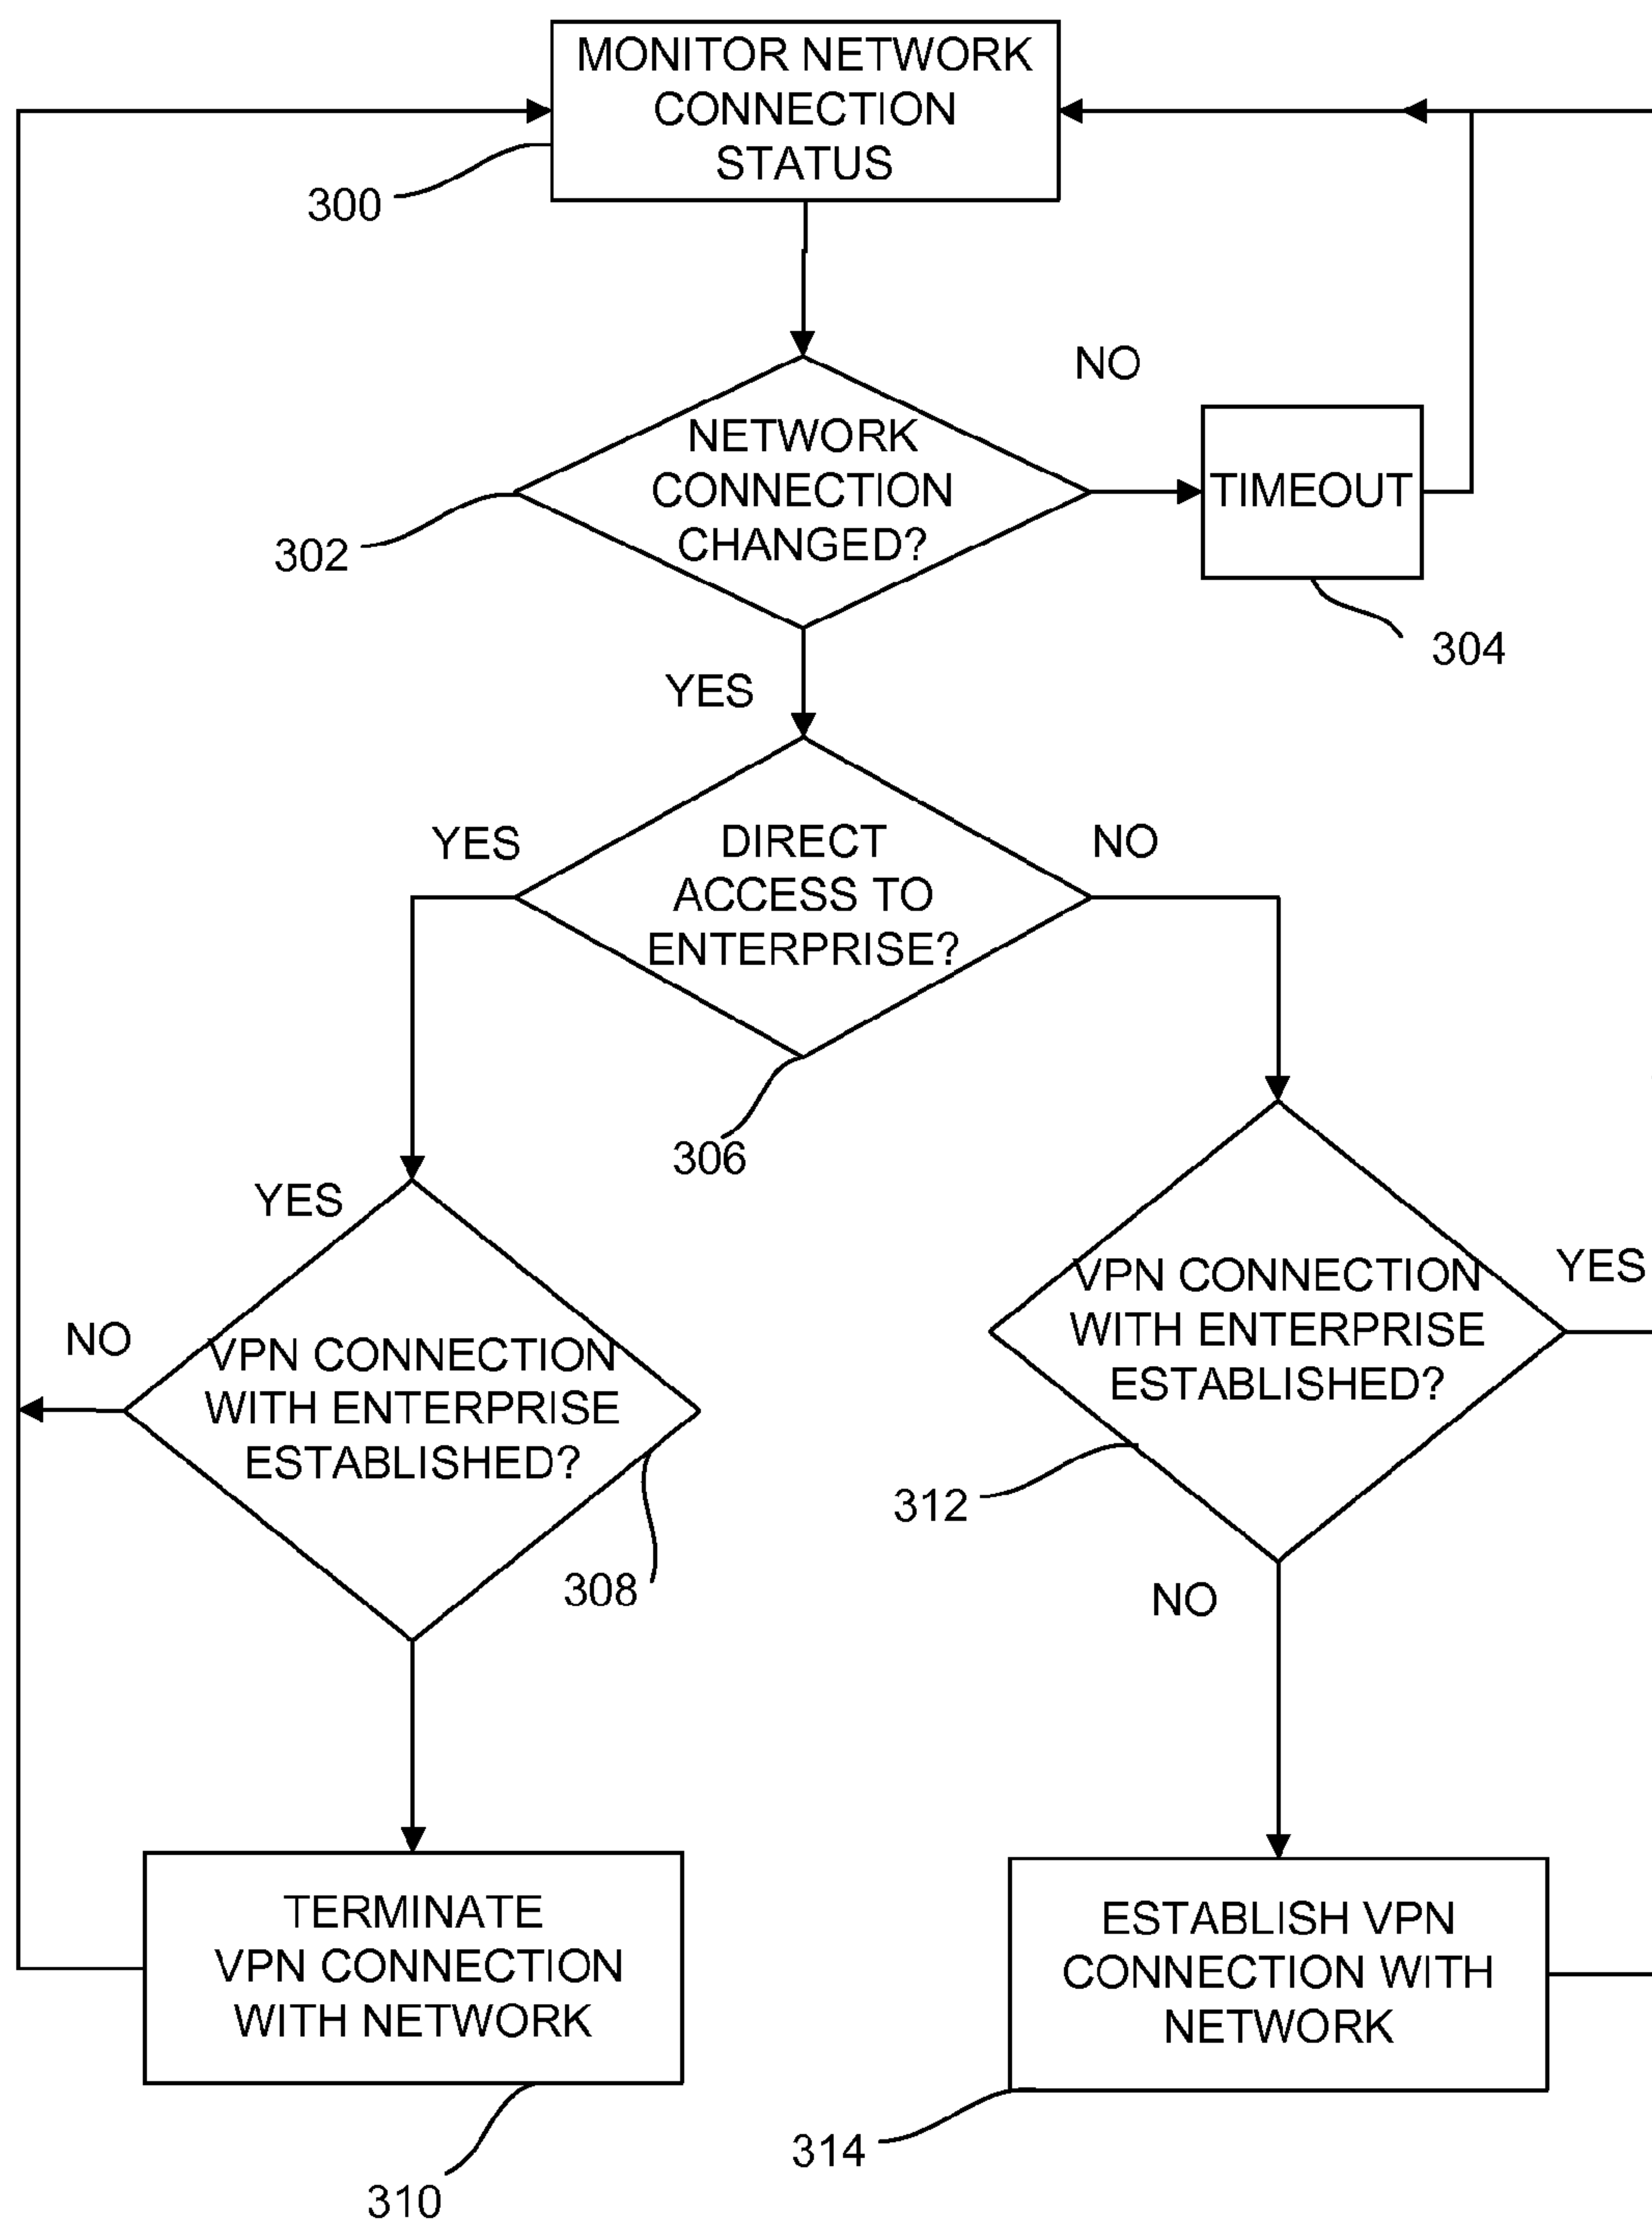 MONITOR NETWORK
CONNECTION
STATUS
300
NO
NETWORK
CONNECTION
CHANGED?
TIMEOUT
302
304
YES
YES
DIRECT
ACCESS TO
ENTERPRISE?
NO
306
YES
NO
VPN CONNECTION
WITH ENTERPRISE
ESTABLISHED?
308
VPN CONNECTION
WITH ENTERPRISE
ESTABLISHED?
YES
312
NO
TERMINATE
VPN CONNECTION
WITH NETWORK
310
ESTABLISH VPN
CONNECTION WITH
NETWORK
314